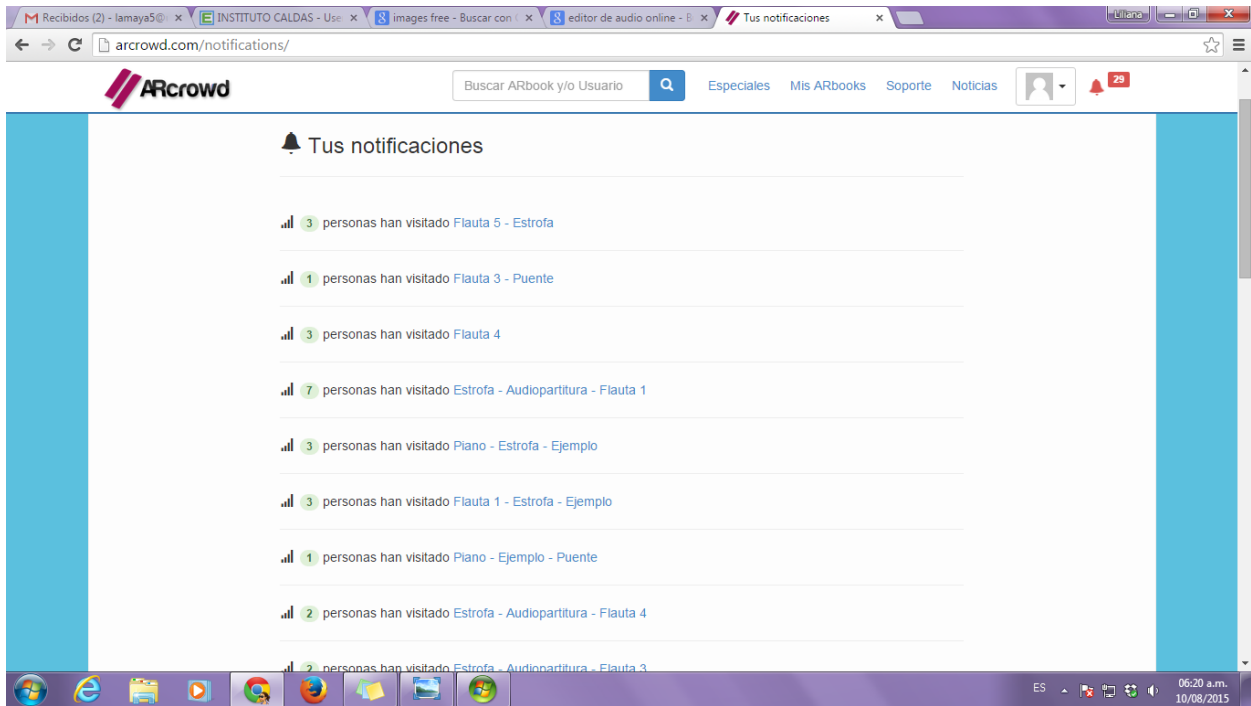 Recibidos (2) - lamaya5@
INSTITUTO CALDAS - Use
images free - Buscar con
editor de audio online - B
Tus notificaciones
Liliana
arcrowd.com/notifications/
ARcrowd
Buscar ARbook y/o Usuario
Especiales
Mis ARbooks
Soporte
Noticias
29
Tus notificaciones
3 personas han visitado Flauta 5 - Estrofa
1 personas han visitado Flauta 3 - Puente
3 personas han visitado Flauta 4
7 personas han visitado Estrofa - Audiopartitura - Flauta 1
3 personas han visitado Piano - Estrofa - Ejemplo
3 personas han visitado Flauta 1 - Estrofa - Ejemplo
1 personas han visitado Piano - Ejemplo - Puente
2 personas han visitado Estrofa - Audiopartitura - Flauta 4
2 personas han visitado Estrofa - Audiopartitura - Flauta 3
ES
06:20 a.m.
10/08/2015